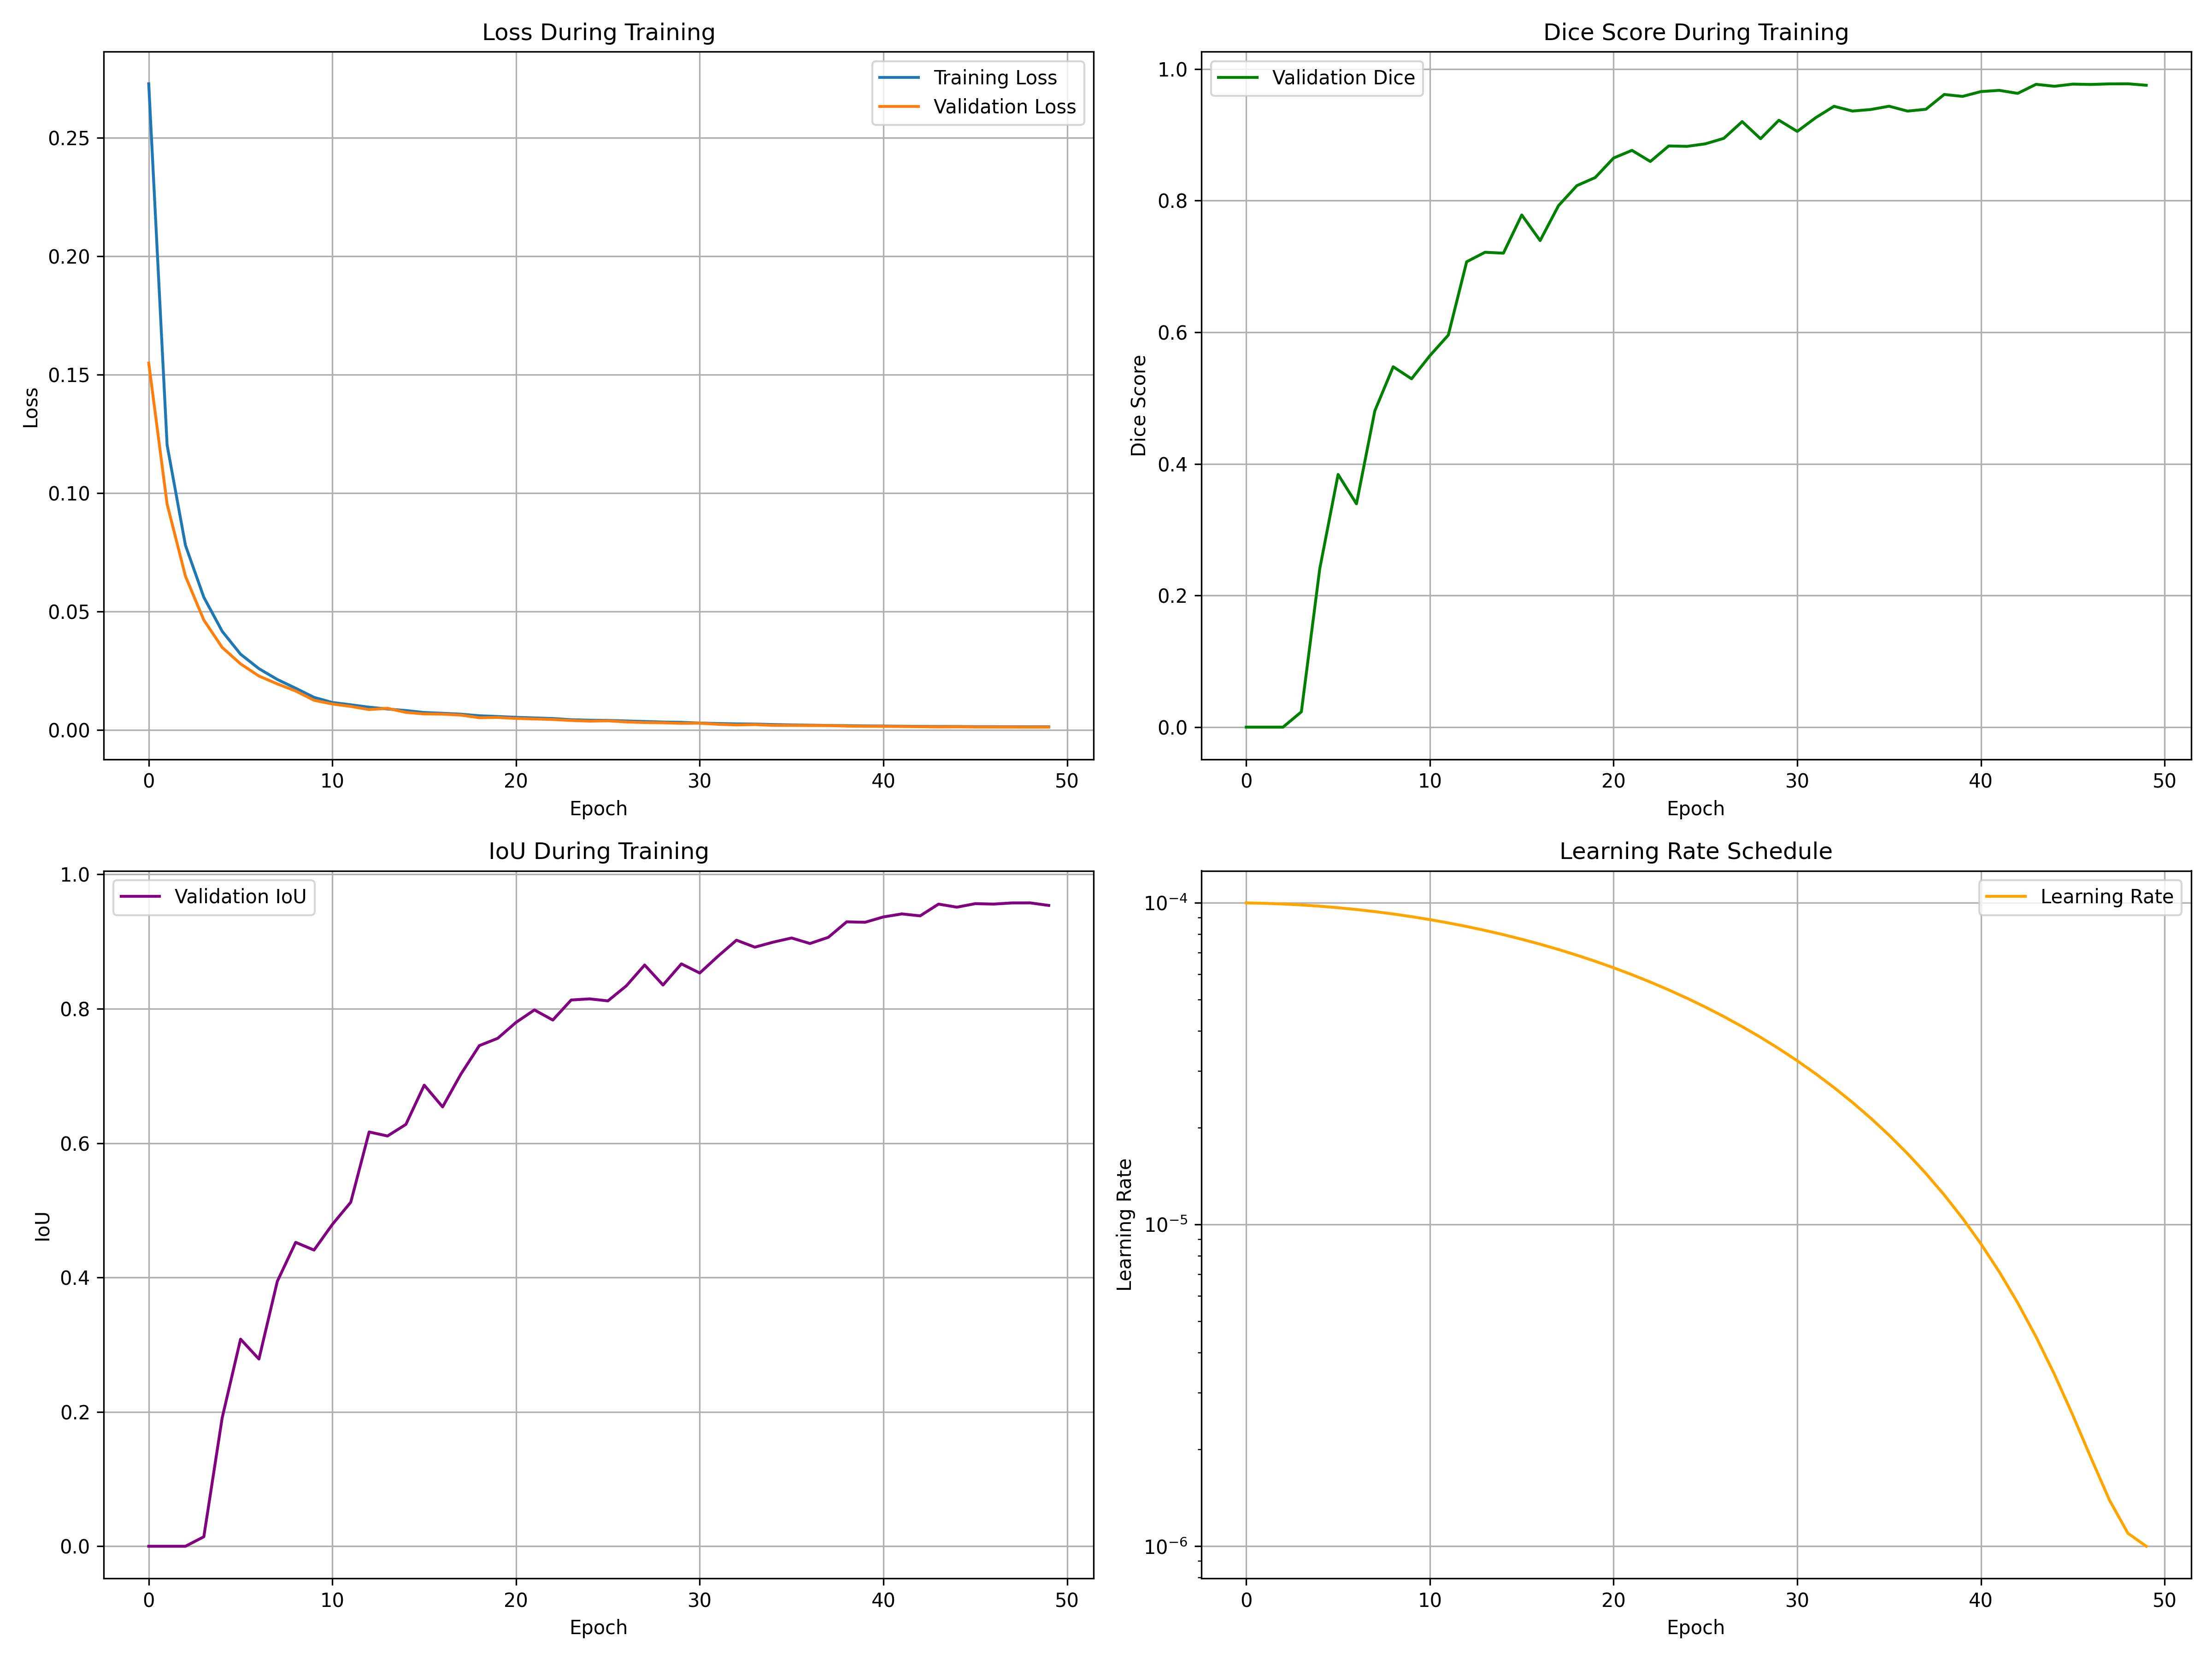 Loss During Training
Training Loss
Validation Loss
0.25
0.20
0.15
0.10
0.05
0.00
Loss
0 10 20 30 40 50
Epoch
Dice Score During Training
Validation Dice
1.0
0.8
0.6
0.4
0.2
0.0
Dice Score
0 10 20 30 40 50
Epoch
IoU During Training
Validation IoU
1.0
0.8
0.6
0.4
0.2
0.0
IoU
0 10 20 30 40 50
Epoch
Learning Rate Schedule
Learning Rate
10⁻⁴
10⁻⁵
10⁻⁶
Learning Rate
0 10 20 30 40 50
Epoch